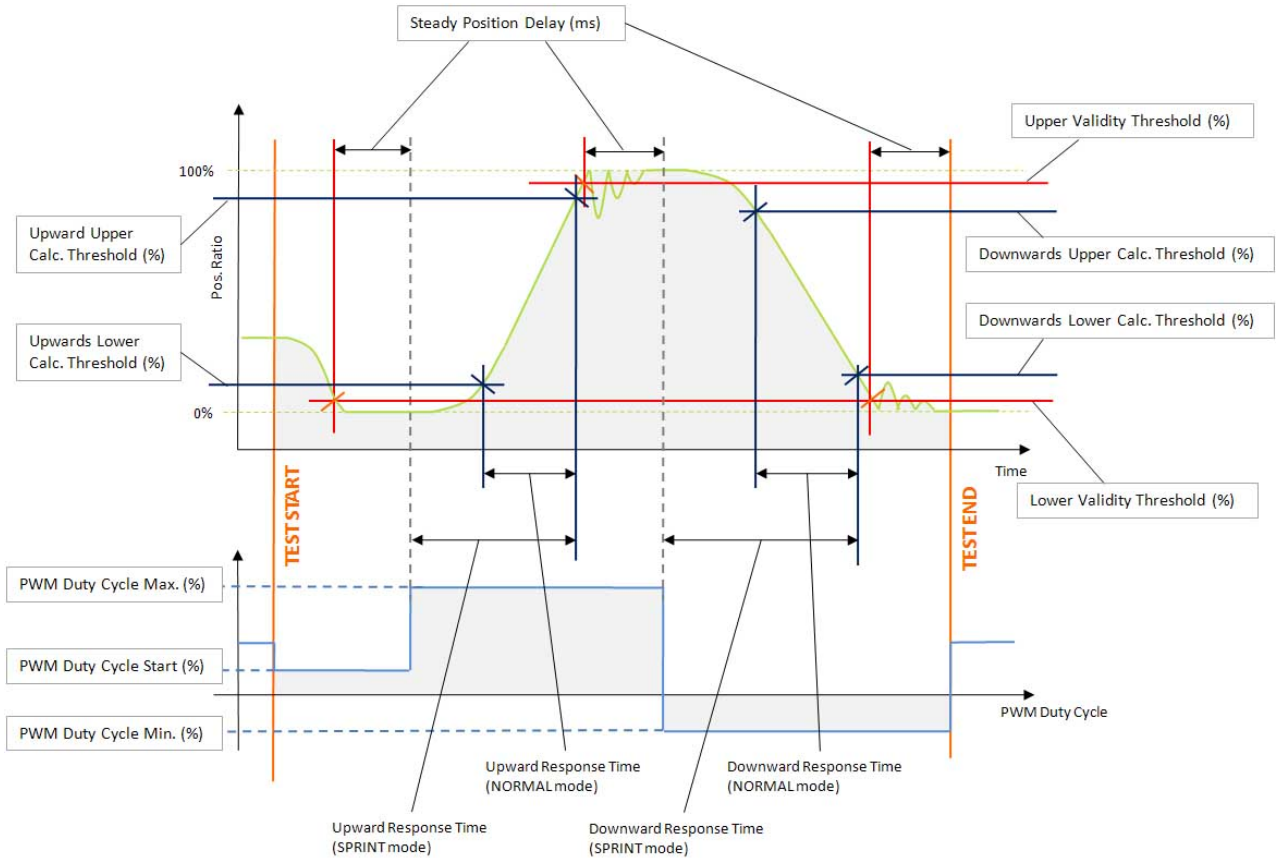 Steady Position Delay (ms)
Upper Validity Threshold (%)
100%
Upward Upper
Calc. Threshold (%)
Pos. Ratio
Downwards Upper Calc. Threshold (%)
Upwards Lower
Calc. Threshold (%)
Downwards Lower Calc. Threshold (%)
0%
Time
Lower Validity Threshold (%)
TEST START
TEST END
PWM Duty Cycle Max. (%)
PWM Duty Cycle Start (%)
PWM Duty Cycle
PWM Duty Cycle Min. (%)
Upward Response Time
(NORMAL mode)
Downward Response Time
(NORMAL mode)
Upward Response Time
(SPRINT mode)
Downward Response Time
(SPRINT mode)